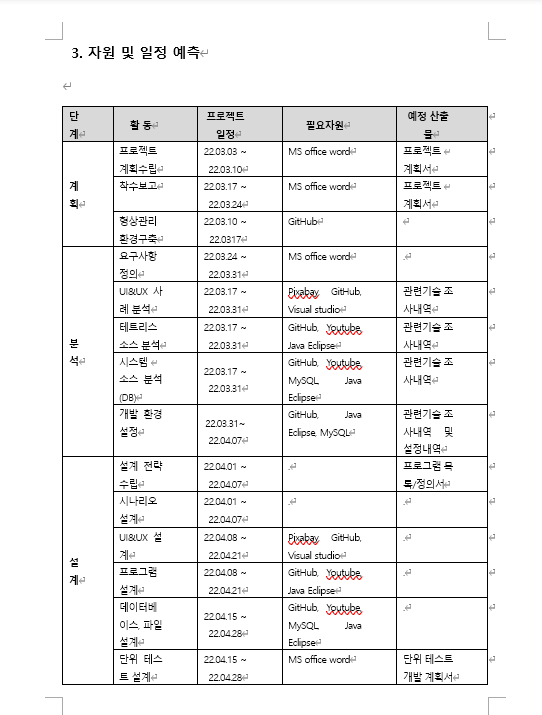 3. 자원 및 일정 예측
단계 활 동 프로젝트 일정 필요자원 예정 산출물
계획 프로젝트 계획수립 22.03.03 ~ 22.03.10 MS office word 프로젝트 계획서
착수보고 22.03.17 ~ 22.03.24 MS office word 프로젝트 계획서
형상관리 환경구축 22.03.10 ~ 22.0317 GitHub
분석 요구사항 정의 22.03.24 ~ 22.03.31 MS office word .
UI&UX 사례 분석 22.03.17 ~ 22.03.31 Pixabay, GitHub, Visual studio 관련기술 조사내역
테트리스 소스 분석 22.03.17 ~ 22.03.31 GitHub, Youtube, Java Eclipse 관련기술 조사내역
시스템 소스 분석(DB) 22.03.17 ~ 22.03.31 GitHub, Youtube, MySQL, Java Eclipse 관련기술 조사내역
개발 환경 설정 22.03.31~ 22.04.07 GitHub, Java Eclipse, MySQL 관련기술 조사내역 및 설정내역
설계 설계 전략 수립 22.04.01 ~ 22.04.07 . 프로그램 목록/정의서
시나리오 설계 22.04.01 ~ 22.04.07 . .
UI&UX 설계 22.04.08 ~ 22.04.21 Pixabay, GitHub, Visual studio .
프로그램 설계 22.04.08 ~ 22.04.21 GitHub, Youtube, Java Eclipse .
데이터베이스, 파일 설계 22.04.15 ~ 22.04.28 GitHub, Youtube, MySQL, Java Eclipse .
단위 테스트 설계 22.04.15 ~ 22.04.28 MS office word 단위 테스트 개발 계획서